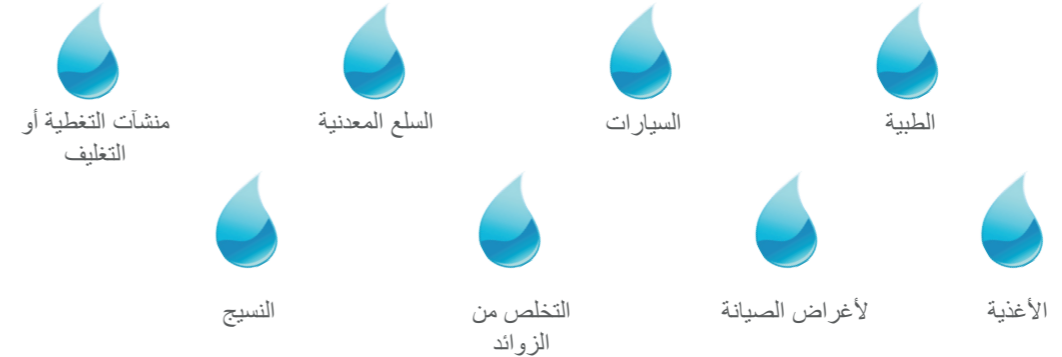 الطبية
السيارات
السلع المعدنية
منشآت التغطية أو
التغليف
الأغذية
لأغراض الصيانة
التخلص من
الزوائد
النسيج